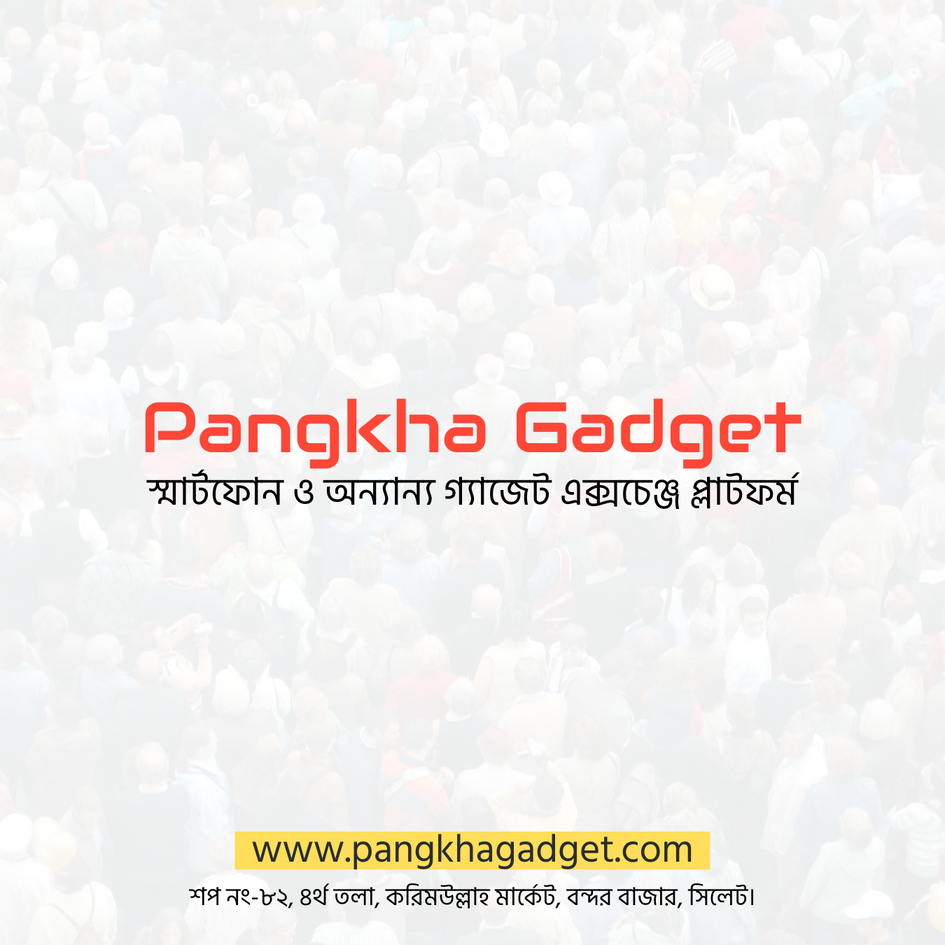 Pangkha Gadget
স্মার্টফোন ও অন্যান্য গ্যাজেট এক্সচেঞ্জ প্লাটফর্ম
www.pangkhagadget.com
শপ নং-৮২, ৪র্থ তলা, করিমউল্লাহ মার্কেট, বন্দর বাজার, সিলেট।